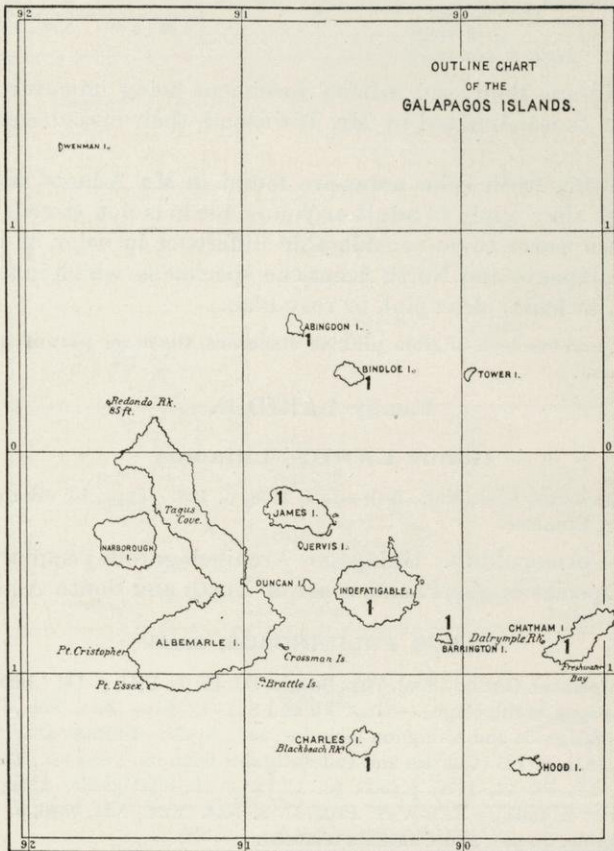 92
91
90
OUTLINE CHART
OF THE
GALAPAGOS ISLANDS.
WENMAN I.
1
1
ABINGDON I.
1
BINDLOE I.
1
TOWER I.
Redondo Rk.
85 ft.
0
0
Tagus
Cove.
1
JAMES I.
JERVIS I.
NARBOROUGH
I.
DUNCAN I.
INDEFATIGABLE I.
1
CHATHAM I.
Dalrymple Rk.
1
1
BARRINGTON I.
Freshwater
Bay
ALBEMARLE I.
Crossman Is.
Pt. Cristopher
1
1
Pt. Essex
Brattle Is.
CHARLES I.
Blackbeach Rk.
1
HOOD I.
92
91
90